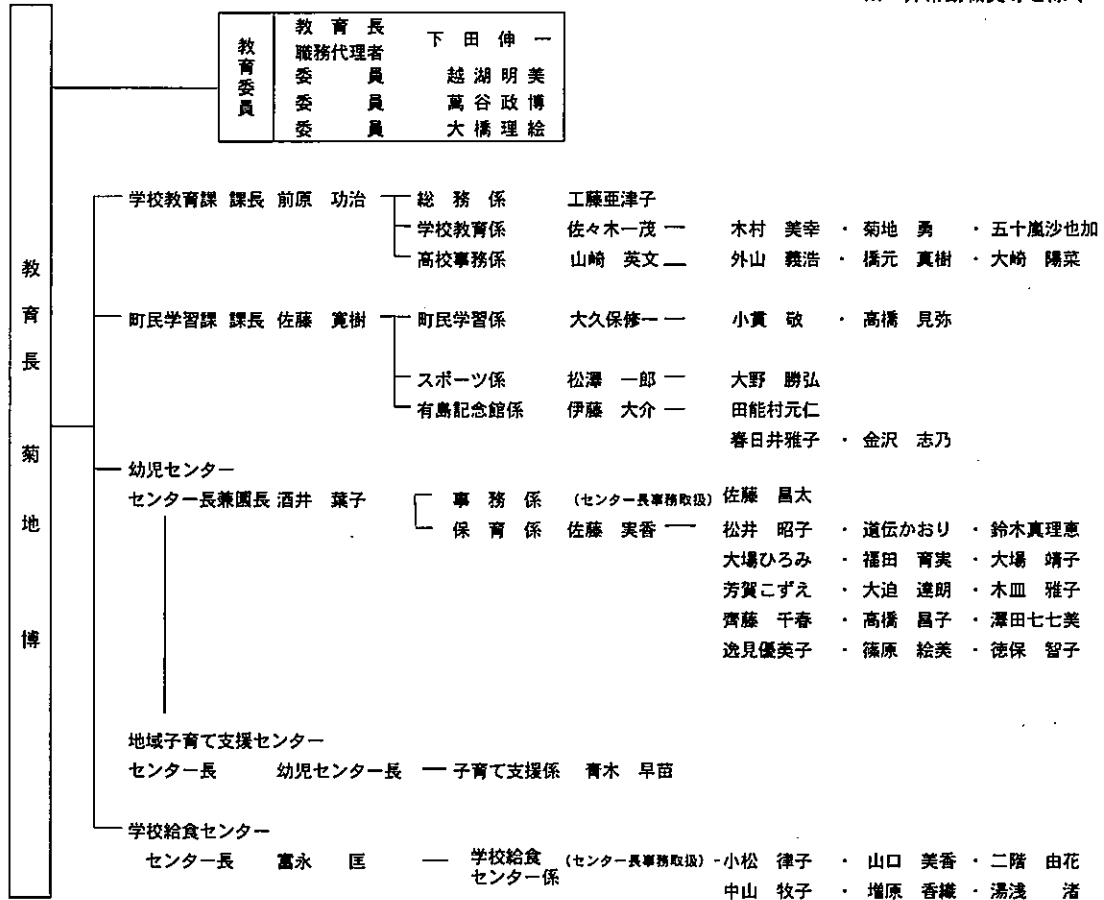 教育長 菊地 博
教育委員
教育長 職務代理者 下田伸一
委員 越湖明美
委員 萬谷政博
委員 大橋理絵
学校教育課 課長 前原 功治 総務係 工藤亜津子
学校教育係 佐々木一茂 木村 美幸 ・ 菊地 勇 ・ 五十嵐沙也加
高校事務係 山崎 英文 外山 義浩 ・ 橋元 真樹 ・ 大崎 陽菜
町民学習課 課長 佐藤 寛樹 町民学習係 大久保修一 小貫 敬 ・ 高橋 見弥
スポーツ係 松澤 一郎 大野 勝弘
有島記念館係 伊藤 大介 田能村元仁
春日井雅子 ・ 金沢 志乃
幼児センター
センター長兼園長 酒井 葉子 事務係 (センター長事務取扱) 佐藤 昌太
保育係 佐藤 実香 松井 昭子 ・ 道伝かおり ・ 鈴木真理恵
大場ひろみ ・ 福田 育実 ・ 大場 靖子
芳賀こずえ ・ 大迫 達朗 ・ 木皿 雅子
齊藤 千春 ・ 高橋 昌子 ・ 澤田七七美
逸見優美子 ・ 篠原 絵美 ・ 徳保 智子
地域子育て支援センター
センター長 幼児センター長 子育て支援係 青木 早苗
学校給食センター
センター長 富永 匡 学校給食センター係 (センター長事務取扱) 小松 律子 ・ 山口 美香 ・ 二階 由花
中山 牧子 ・ 増原 香織 ・ 湯浅 渚